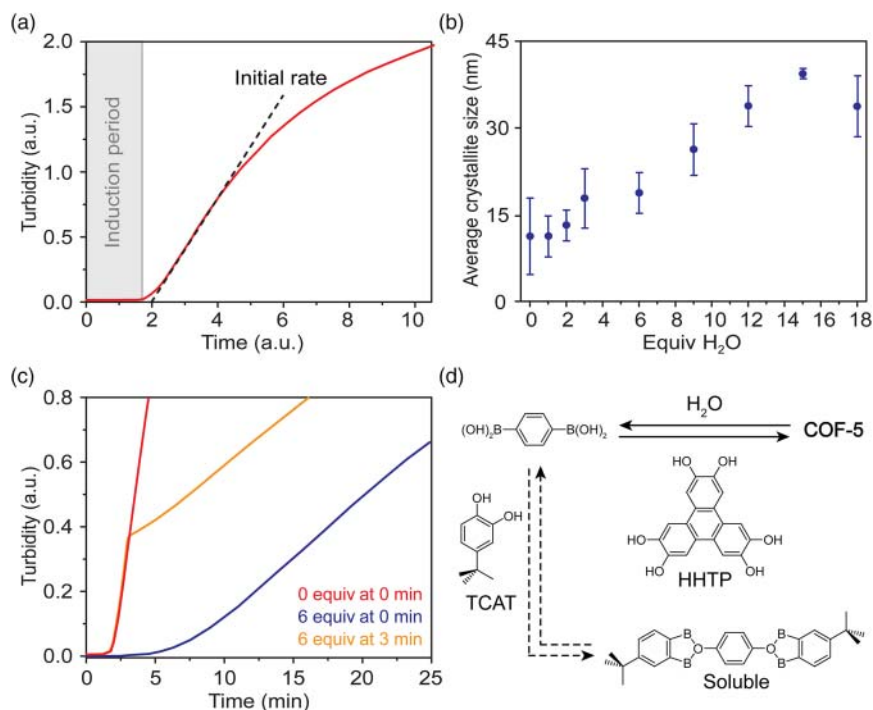 (a)
2.0
1.5
1.0
0.5
0.0
Turbidity (a.u.)
Induction period
Initial rate
0
2
4
6
8
10
Time (a.u.)
(b)
45
30
15
0
Average crystallite size (nm)
0 2 4 6 8 10 12 14 16 18
Equiv H₂O
(c)
0.8
0.6
0.4
0.2
0.0
Turbidity (a.u.)
0 equiv at 0 min
6 equiv at 0 min
6 equiv at 3 min
0 5 10 15 20 25
Time (min)
(d)
(OH)₂B
B(OH)₂
H₂O
COF-5
OH
OH
TCAT
HO OH
HO OH
HO OH
HHTP
B B
O O
B B
Soluble